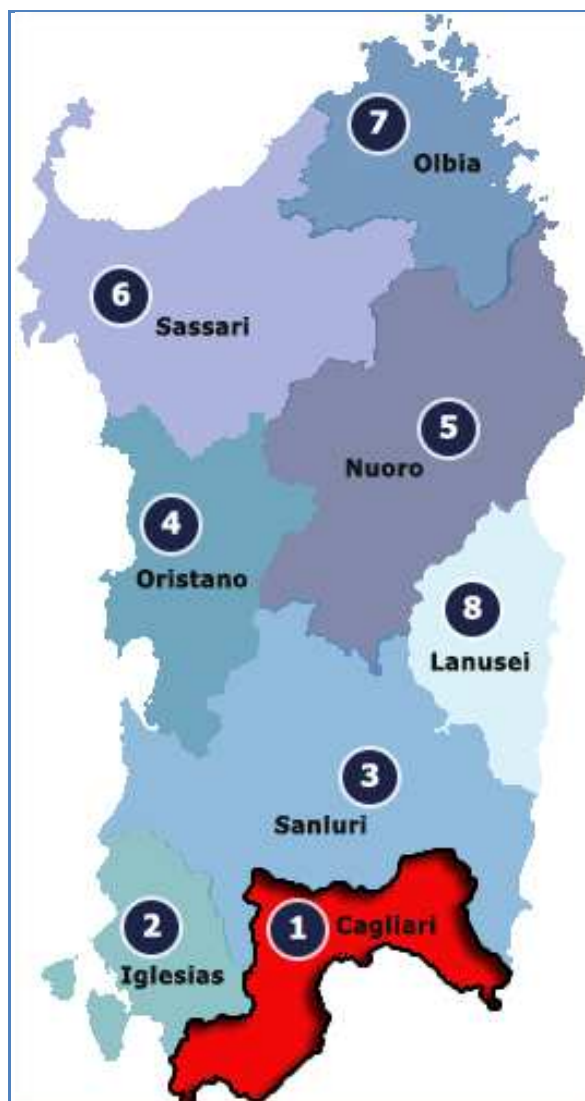 7
Olbia
6
Sassari
5
Nuoro
4
Oristano
8
Lanusei
3
Sanluri
2
Iglesias
1 Cagliari